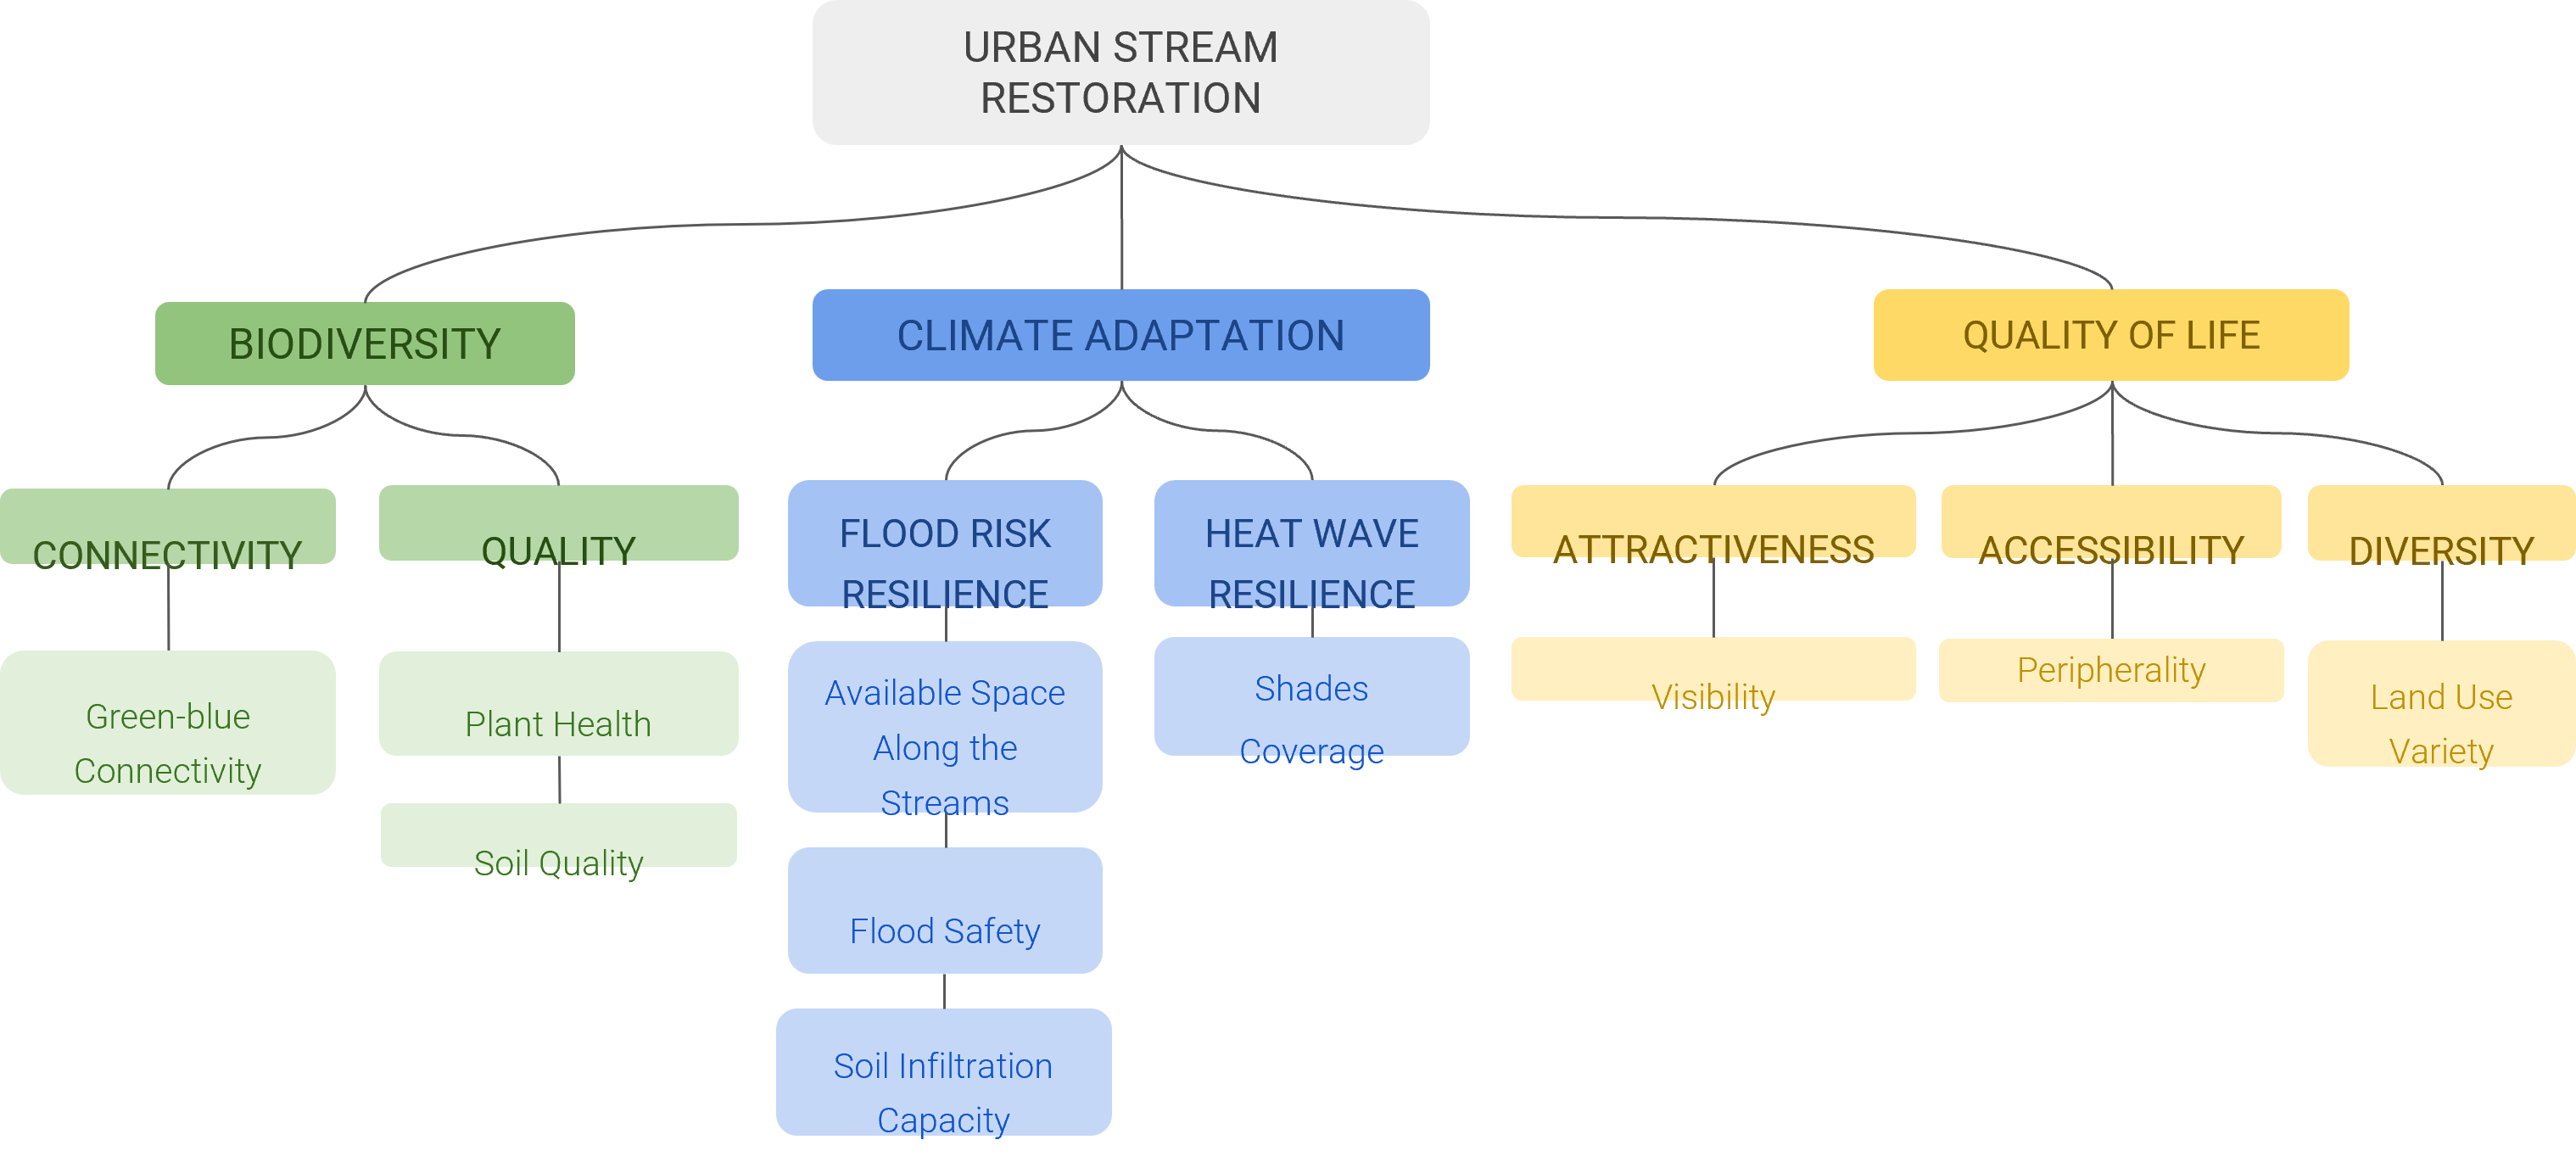 URBAN STREAM
RESTORATION
BIODIVERSITY
CLIMATE ADAPTATION
QUALITY OF LIFE
CONNECTIVITY
QUALITY
FLOOD RISK
RESILIENCE
HEAT WAVE
RESILIENCE
ATTRACTIVENESS
ACCESSIBILITY
DIVERSITY
Green-blue
Connectivity
Plant Health
Soil Quality
Available Space
Along the
Streams
Flood Safety
Soil Infiltration
Capacity
Shades
Coverage
Visibility
Peripherality
Land Use
Variety